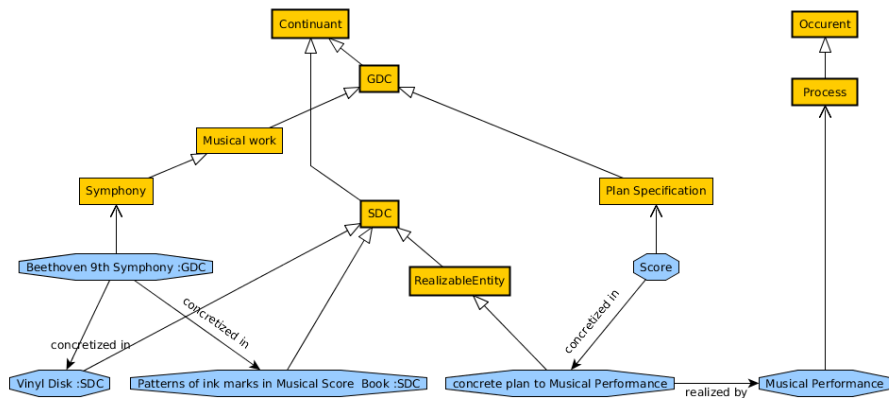 Continuant
Occurent
GDC
Process
Musical work
Symphony
Plan Specification
SDC
Beethoven 9th Symphony :GDC
Score
RealizableEntity
concretized in
concretized in
concretized in
Vinyl Disk :SDC
Patterns of ink marks in Musical Score Book :SDC
concrete plan to Musical Performance
realized by
Musical Performance